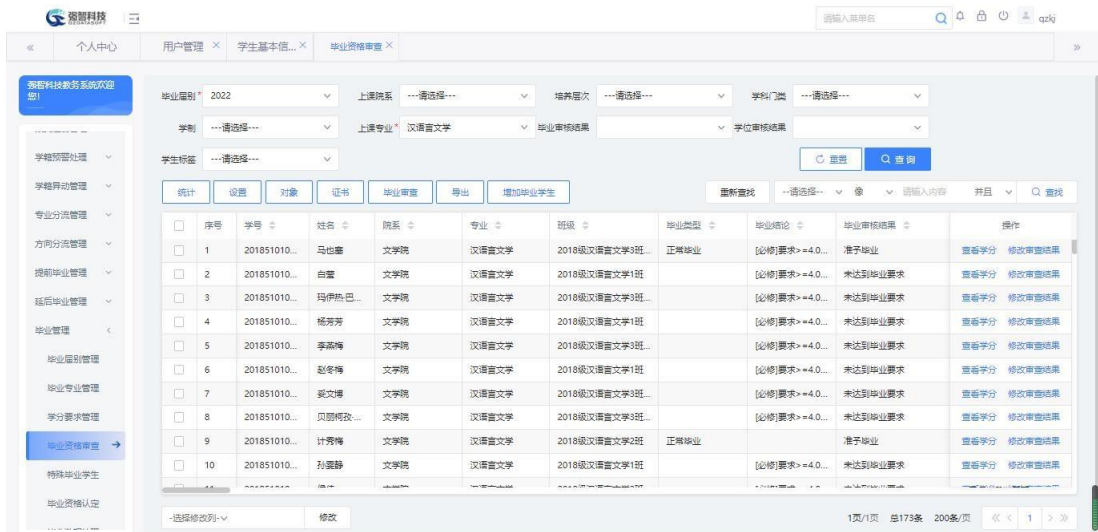 强智科技
QZDATASOFT
请输入菜单名
qzkj
个人中心
用户管理 ×
学生基本信...×
毕业资格审查 ×
强智科技教务系统欢迎您!
学籍预警处理
学籍异动管理
专业分流管理
方向分流管理
提前毕业管理
延后毕业管理
毕业管理
毕业届别管理
毕业专业管理
学分要求管理
毕业资格审查
特殊毕业学生
毕业资格认定
毕业届别* 2022
上课院系 ---请选择---
培养层次 ---请选择---
学科门类 ---请选择---
学制 ---请选择---
上课专业* 汉语言文学
毕业审核结果
学位审核结果
学生标签 ---请选择---
重置
查询
统计 设置 对象 证书 毕业审查 导出 增加毕业学生
重新查找 --请选择-- 像 请输入内容 并且 查找
序号 学号 姓名 院系 专业 班级 毕业类型 毕业结论 毕业审核结果 操作
1 201851010... 马也塞 文学院 汉语言文学 2018级汉语言文学3班... 正常毕业 [必修]要求>=4.0... 准予毕业 查看学分 修改审查结果
2 201851010... 白莹 文学院 汉语言文学 2018级汉语言文学1班 [必修]要求>=4.0... 未达到毕业要求 查看学分 修改审查结果
3 201851010... 玛伊热·巴... 文学院 汉语言文学 2018级汉语言文学3班... [必修]要求>=4.0... 未达到毕业要求 查看学分 修改审查结果
4 201851010... 杨芳芳 文学院 汉语言文学 2018级汉语言文学1班 [必修]要求>=4.0... 未达到毕业要求 查看学分 修改审查结果
5 201851010... 李燕梅 文学院 汉语言文学 2018级汉语言文学3班... [必修]要求>=4.0... 未达到毕业要求 查看学分 修改审查结果
6 201851010... 赵冬梅 文学院 汉语言文学 2018级汉语言文学1班 [必修]要求>=4.0... 未达到毕业要求 查看学分 修改审查结果
7 201851010... 妥文博 文学院 汉语言文学 2018级汉语言文学3班... [必修]要求>=4.0... 未达到毕业要求 查看学分 修改审查结果
8 201851010... 贝丽柯孜·... 文学院 汉语言文学 2018级汉语言文学3班... [必修]要求>=4.0... 未达到毕业要求 查看学分 修改审查结果
9 201851010... 计秀梅 文学院 汉语言文学 2018级汉语言文学2班 正常毕业 准予毕业 查看学分 修改审查结果
10 201851010... 孙雯静 文学院 汉语言文学 2018级汉语言文学1班 [必修]要求>=4.0... 未达到毕业要求 查看学分 修改审查结果
-选择修改列- 修改
1页/1页 总173条 200条/页 1